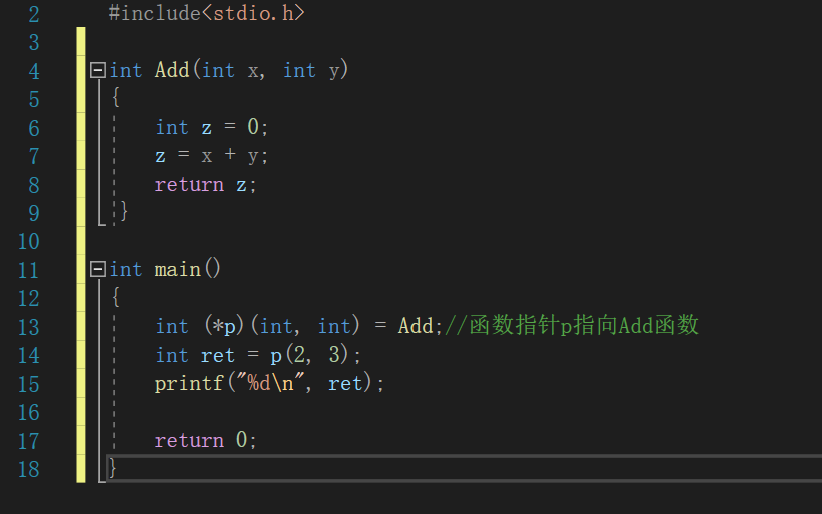 2 #include<stdio.h>
3
4 int Add(int x, int y)
5 {
6 int z = 0;
7 z = x + y;
8 return z;
9 }
10
11 int main()
12 {
13 int (*p)(int, int) = Add;//函数指针p指向Add函数
14 int ret = p(2, 3);
15 printf("%d\n", ret);
16
17 return 0;
18 }